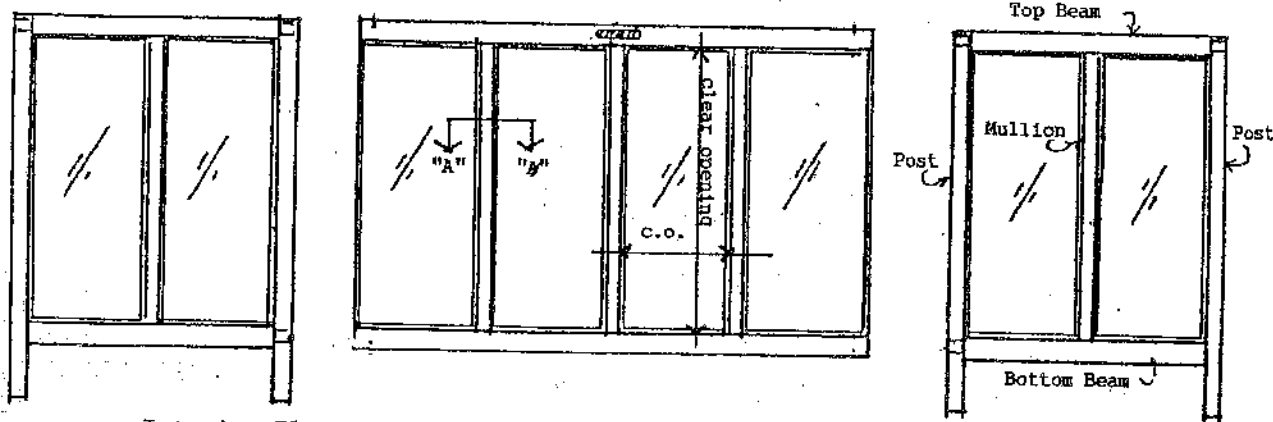 Top Beam
clear opening
"A" "A"
c.o.
Mullion
Post
Post
Bottom Beam